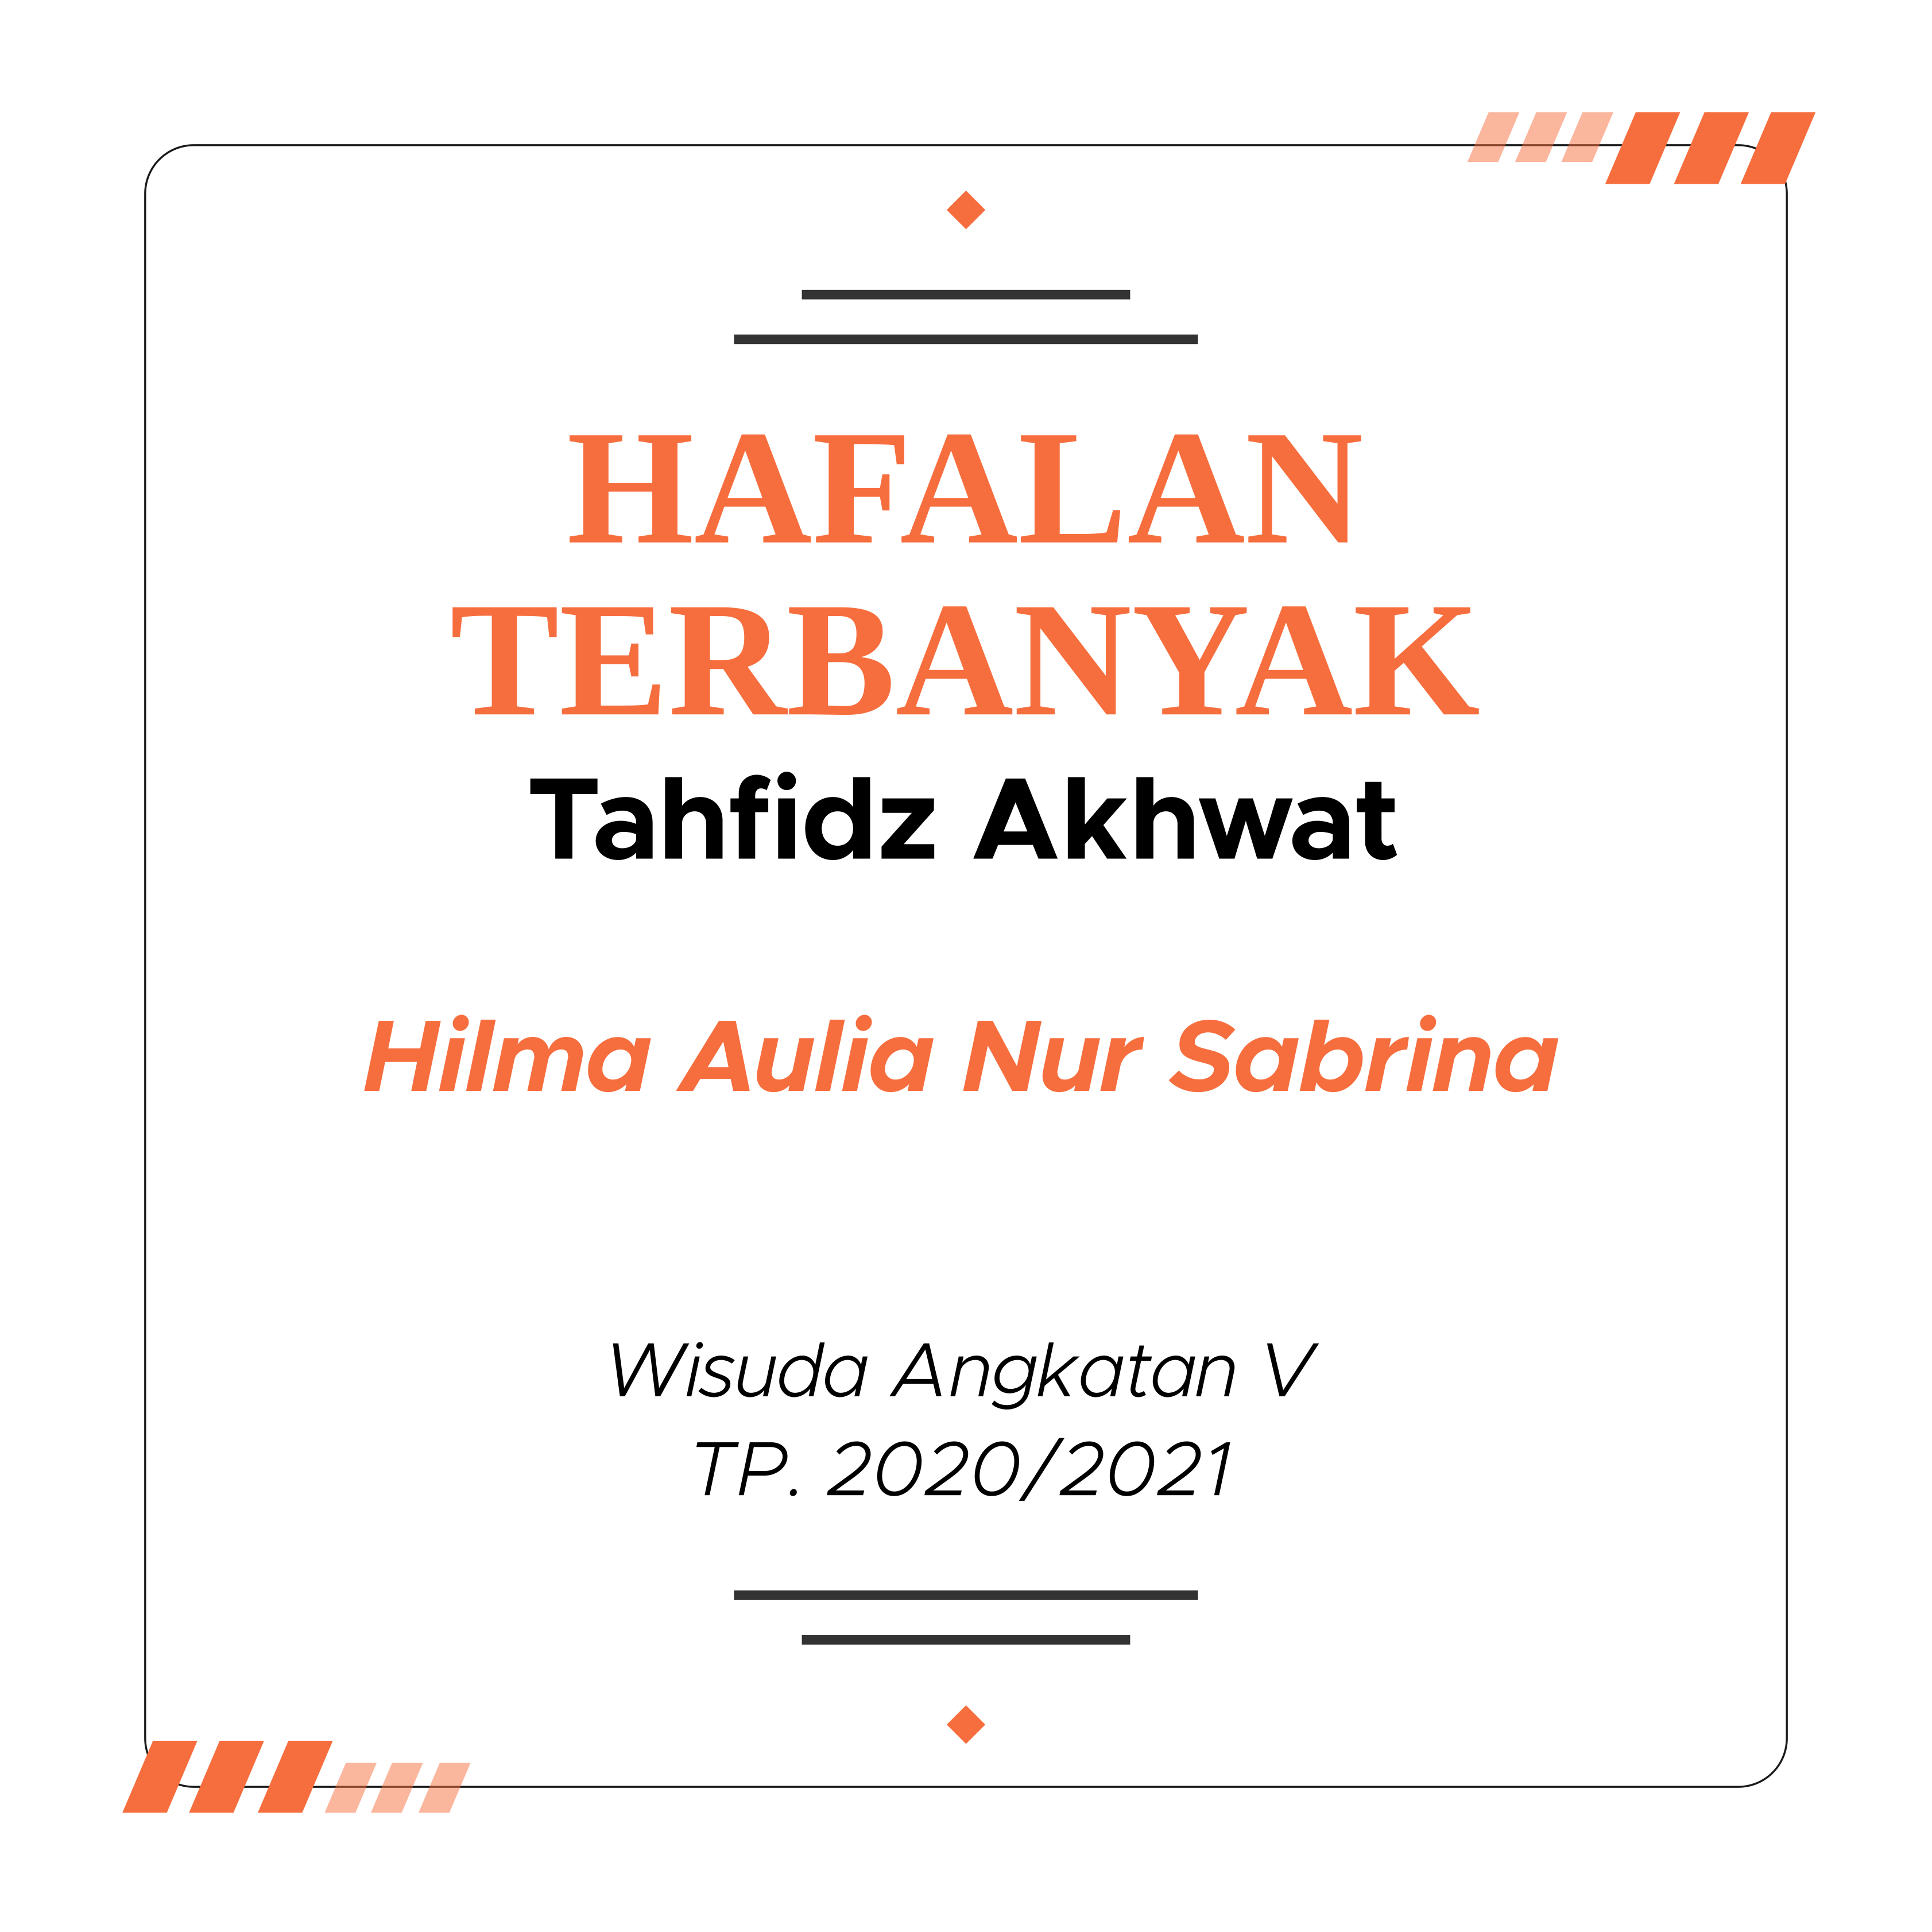 HAFALAN
TERBANYAK
Tahfidz Akhwat
Hilma Aulia Nur Sabrina
Wisuda Angkatan V
TP. 2020/2021